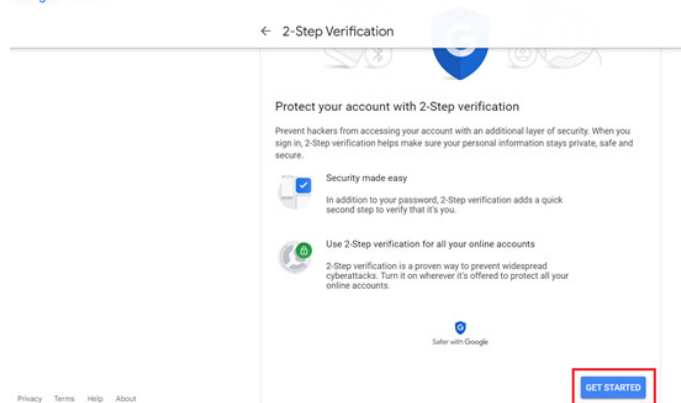 ← 2-Step Verification
Protect your account with 2-Step verification
Prevent hackers from accessing your account with an additional layer of security. When you
sign in, 2-Step verification helps make sure your personal information stays private, safe and
secure.
Security made easy
In addition to your password, 2-Step verification adds a quick
second step to verify that it's you.
Use 2-Step verification for all your online accounts
2-Step verification is a proven way to prevent widespread
cyberattacks. Turn it on wherever it's offered to protect all your
online accounts.
Safer with Google
GET STARTED
Privacy Terms Help About